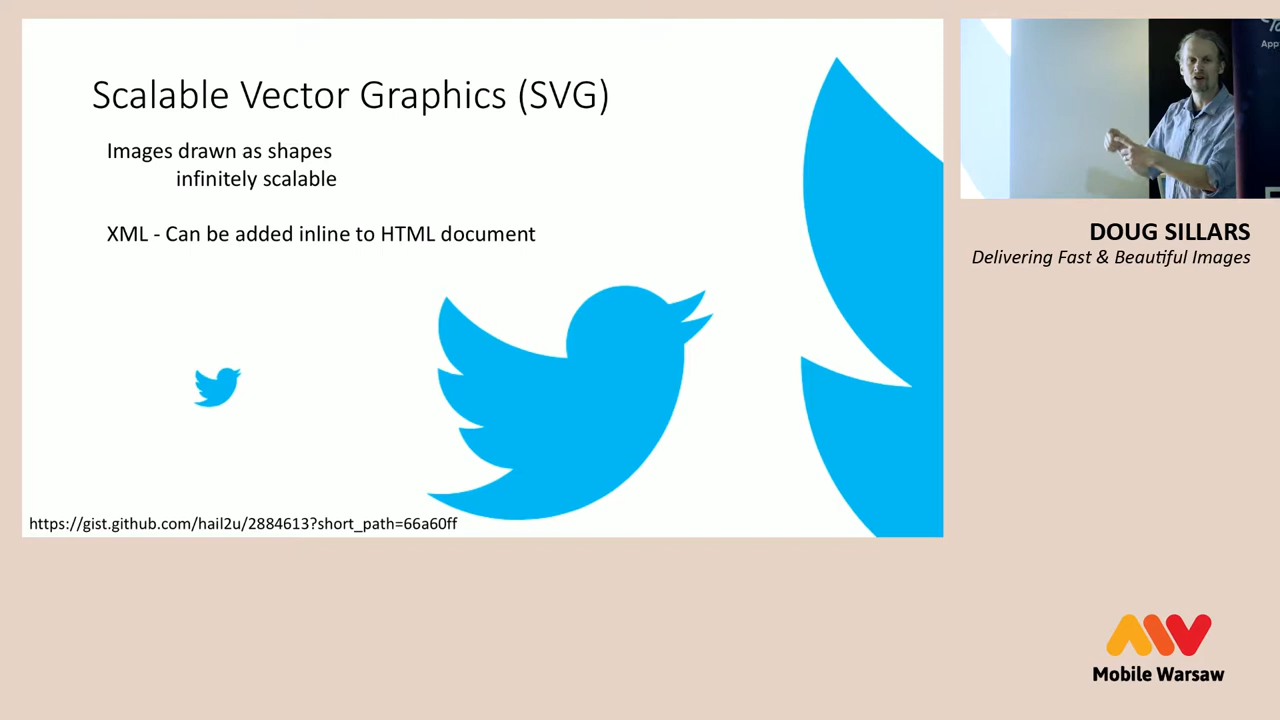 Scalable Vector Graphics (SVG)
Images drawn as shapes
infinitely scalable
XML - Can be added inline to HTML document
https://gist.github.com/hail2u/2884613?short_path=66a60ff
App
DOUG SILLARS
Delivering Fast & Beautiful Images
Mobile Warsaw